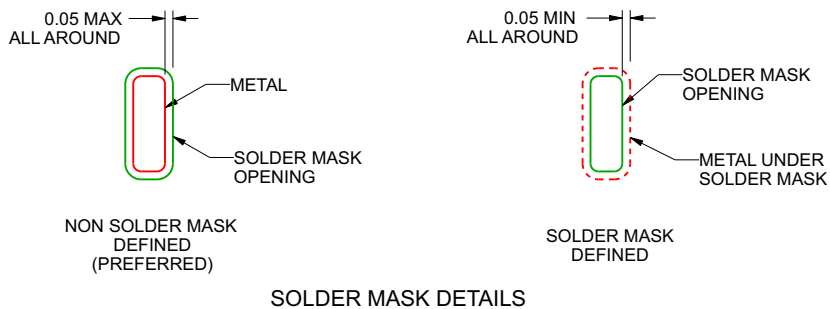 0.05 MAX
ALL AROUND
METAL
SOLDER MASK
OPENING
NON SOLDER MASK
DEFINED
(PREFERRED)
0.05 MIN
ALL AROUND
SOLDER MASK
OPENING
METAL UNDER
SOLDER MASK
SOLDER MASK
DEFINED
SOLDER MASK DETAILS